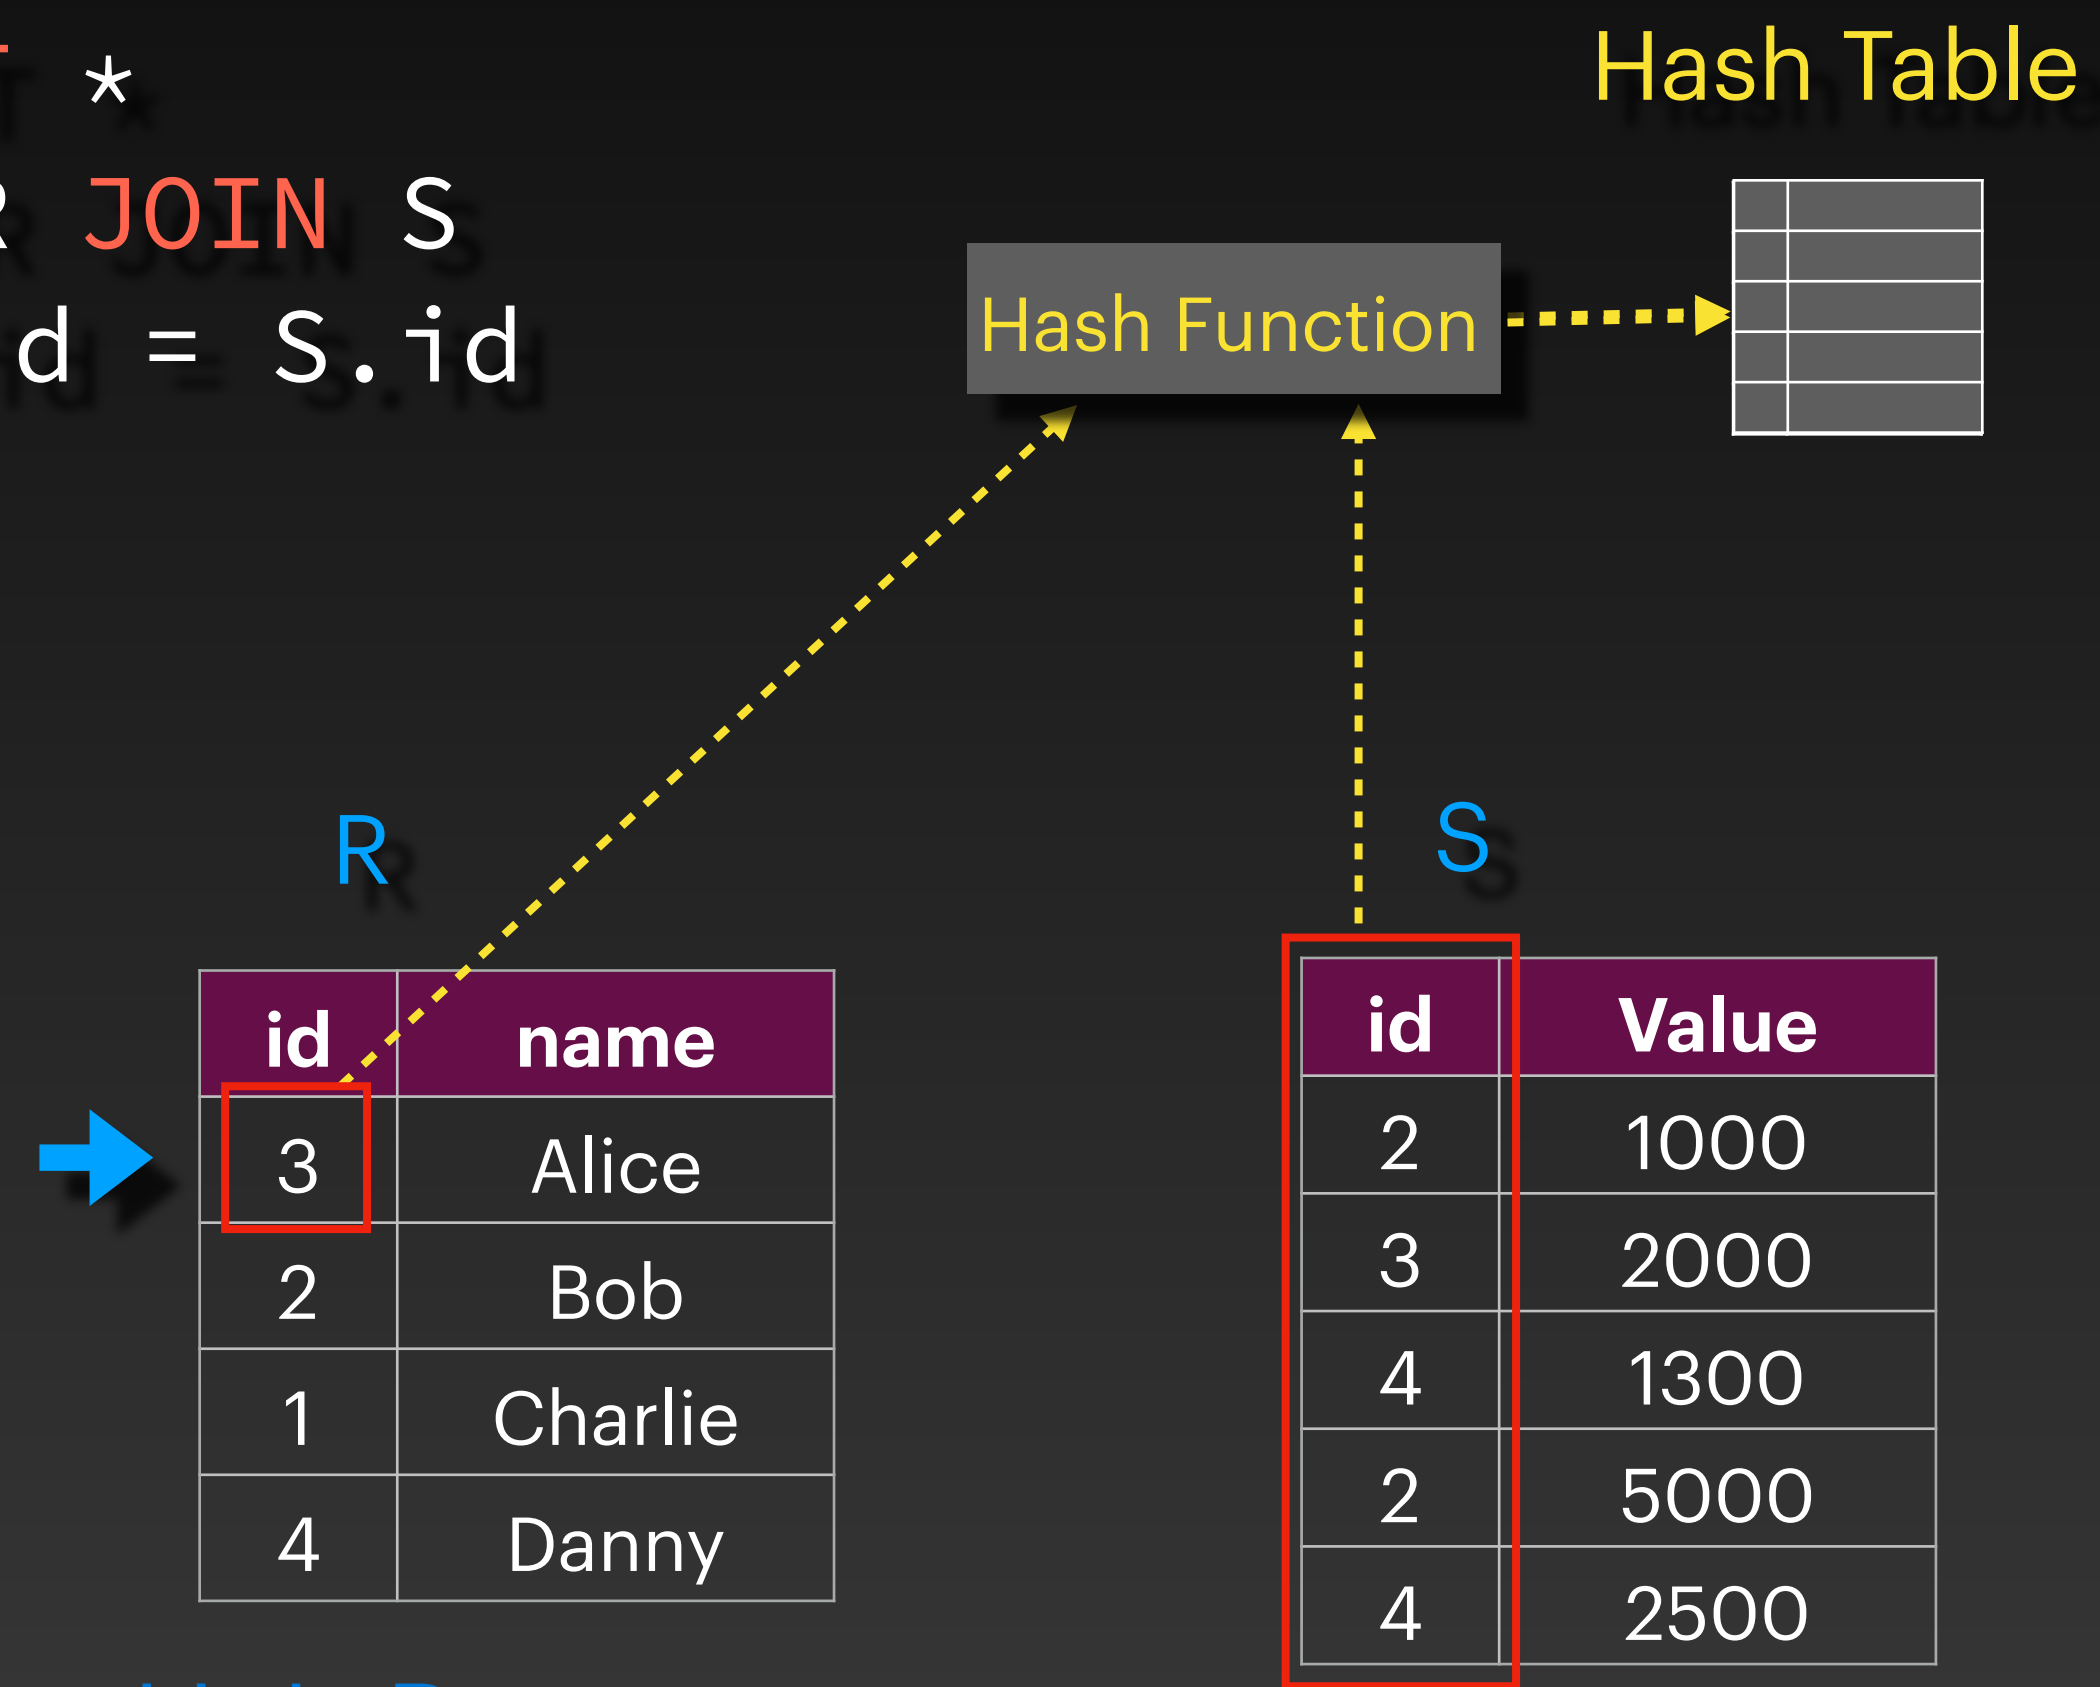 *
JOIN S
d = S.id
Hash Table
Hash Function
R
id name
3 Alice
2 Bob
1 Charlie
4 Danny
S
id Value
2 1000
3 2000
4 1300
2 5000
4 2500